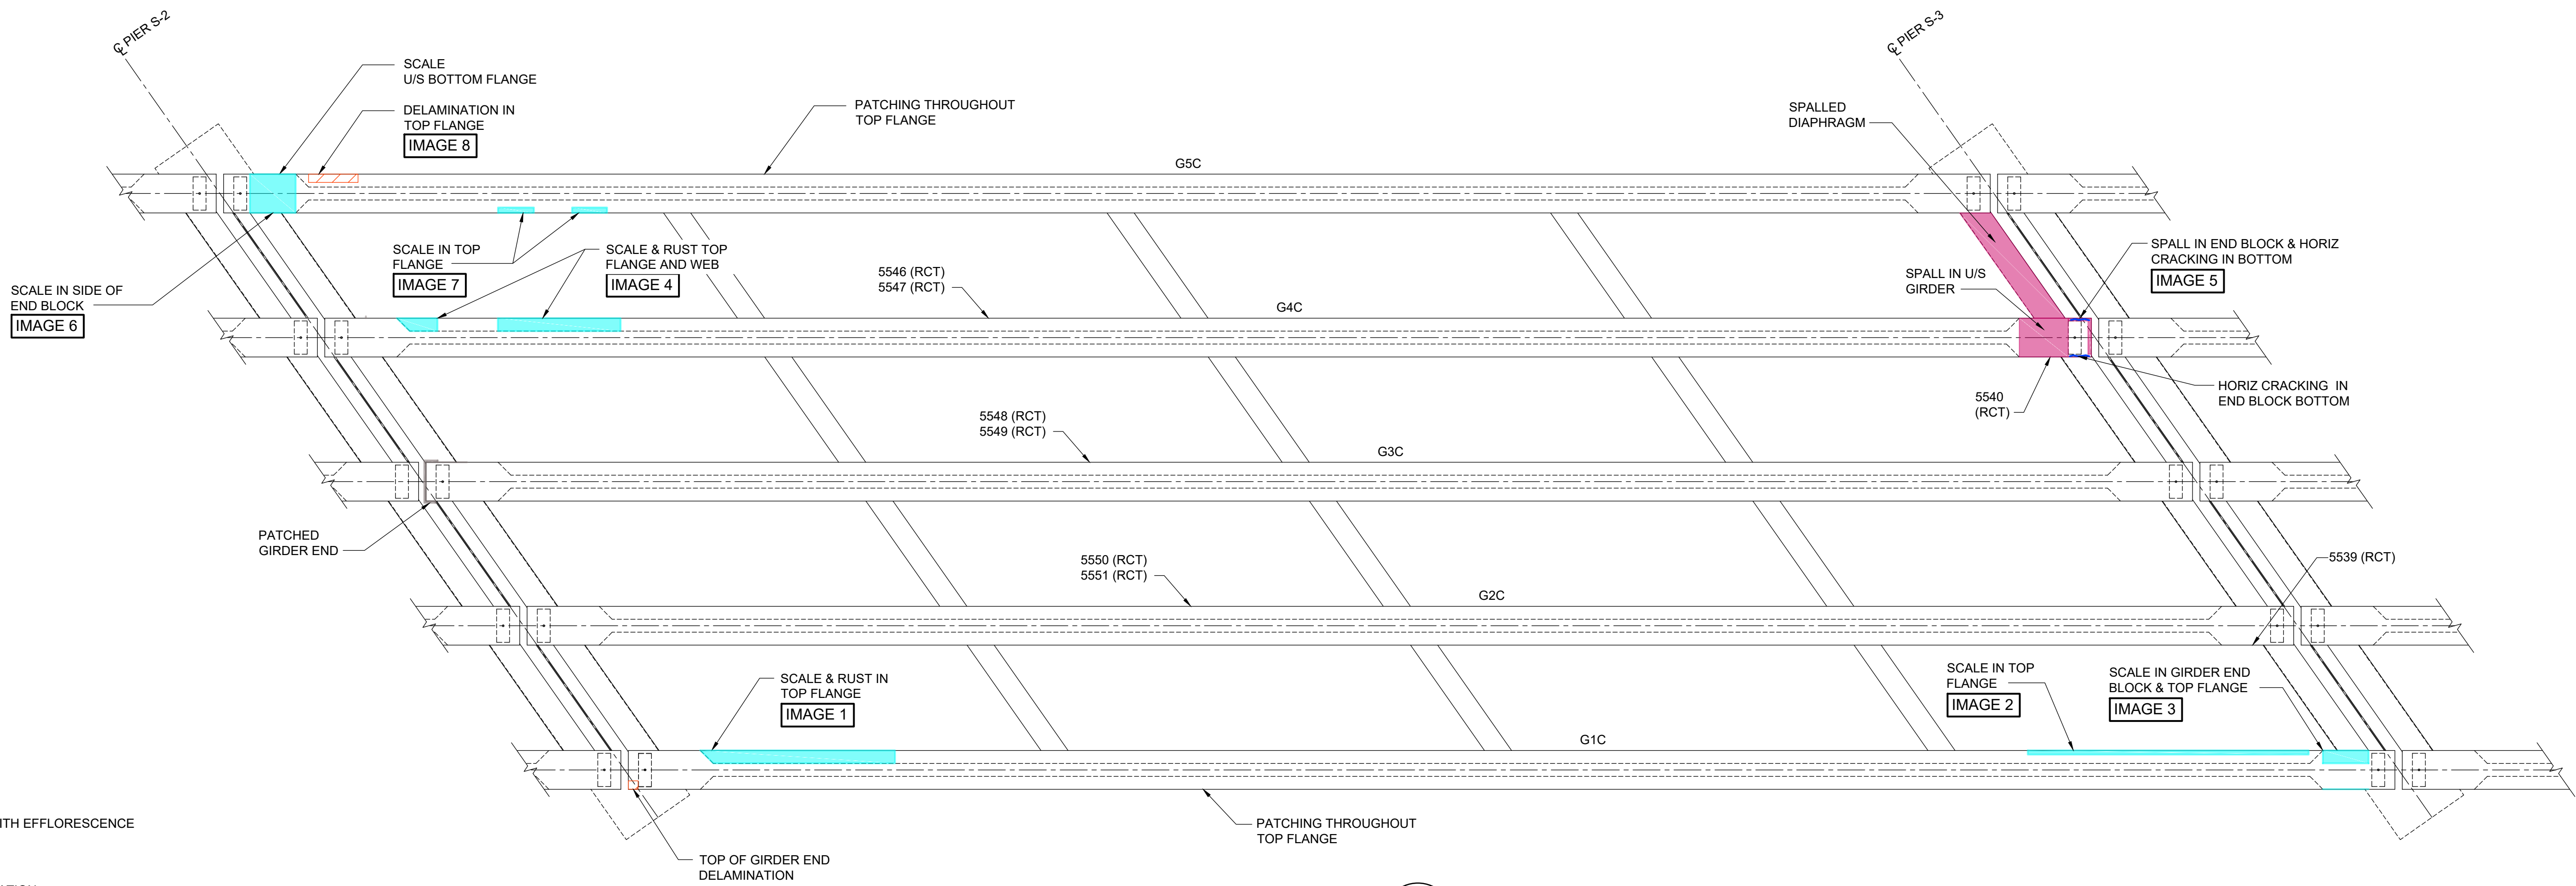 ℄ PIER S-2
℄ PIER S-3
SCALE
U/S BOTTOM FLANGE
DELAMINATION IN
TOP FLANGE
IMAGE 8
PATCHING THROUGHOUT
TOP FLANGE
SPALLED
DIAPHRAGM
G5C
SCALE IN TOP
FLANGE
IMAGE 7
SCALE & RUST TOP
FLANGE AND WEB
IMAGE 4
SCALE IN SIDE OF
END BLOCK
IMAGE 6
5546 (RCT)
5547 (RCT)
G4C
SPALL IN U/S
GIRDER
SPALL IN END BLOCK & HORIZ
CRACKING IN BOTTOM
IMAGE 5
HORIZ CRACKING IN
END BLOCK BOTTOM
5540
(RCT)
5548 (RCT)
5549 (RCT)
G3C
PATCHED
GIRDER END
5550 (RCT)
5551 (RCT)
G2C
5539 (RCT)
SCALE & RUST IN
TOP FLANGE
IMAGE 1
G1C
SCALE IN TOP
FLANGE
IMAGE 2
SCALE IN GIRDER END
BLOCK & TOP FLANGE
IMAGE 3
PATCHING THROUGHOUT
TOP FLANGE
TOP OF GIRDER END
DELAMINATION
ITH EFFLORESCENCE